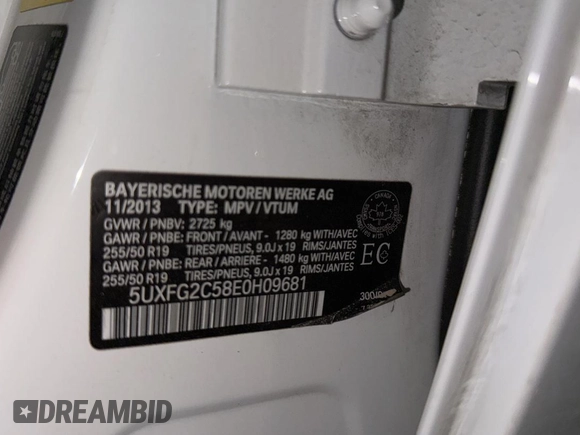 BAYERISCHE MOTOREN WERKE AG
11/2013 TYPE: MPV / VTUM
GVWR / PNBV: 2725 kg
GAWR / PNBE: FRONT / AVANT - 1280 kg WITH/AVEC
255/50 R19 TIRES/PNEUS, 9.0J x 19 RIMS/JANTES
GAWR / PNBE: REAR / ARRIERE - 1480 kg WITH/AVEC
255/50 R19 TIRES/PNEUS, 9.0J x 19 RIMS/JANTES
5UXFG2C58E0H09681
EC
CANADA
DREAMBID